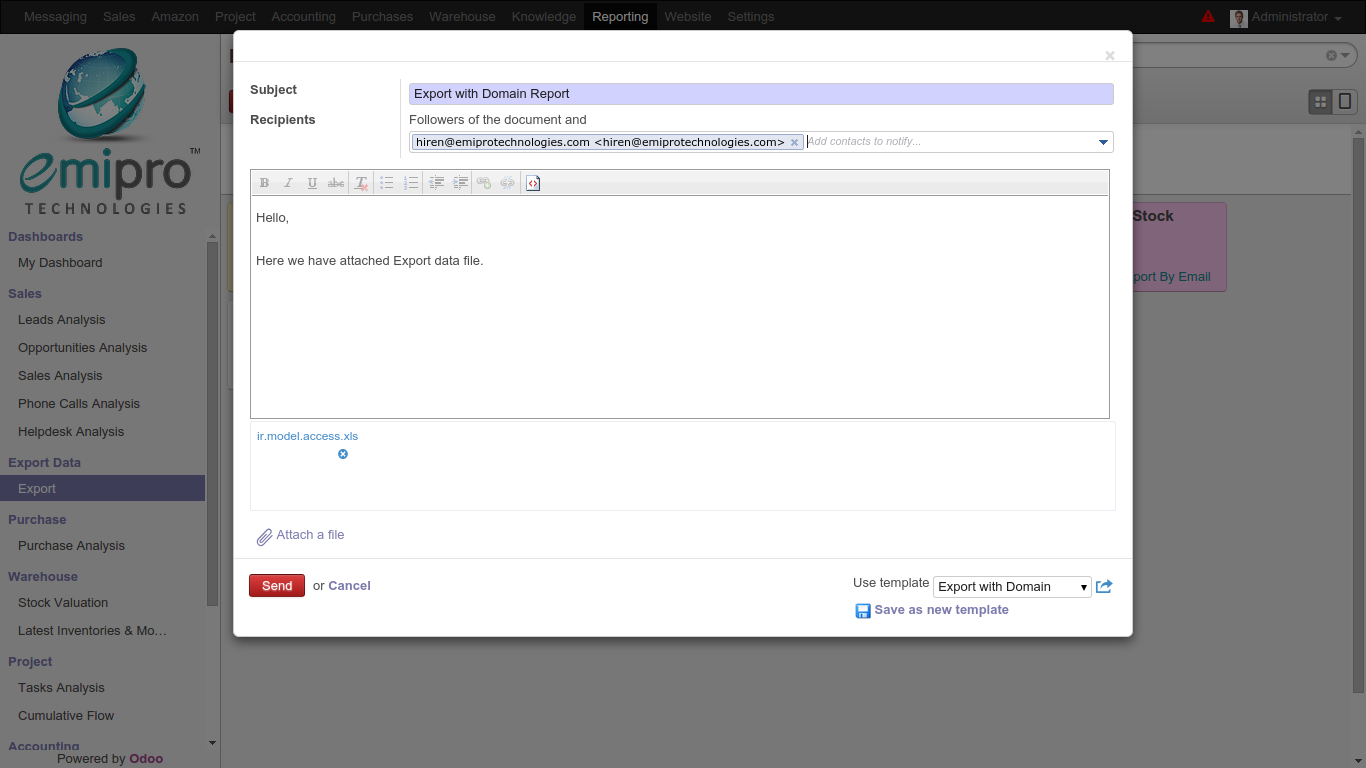 Messaging Sales Amazon Project Accounting Purchases Warehouse Knowledge Reporting Website Settings Administrator
emipro TM
TECHNOLOGIES
Dashboards
My Dashboard
Sales
Leads Analysis
Opportunities Analysis
Sales Analysis
Phone Calls Analysis
Helpdesk Analysis
Export Data
Export
Purchase
Purchase Analysis
Warehouse
Stock Valuation
Latest Inventories & Mo...
Project
Tasks Analysis
Cumulative Flow
Accounting
Powered by Odoo
×
Subject Export with Domain Report
Recipients Followers of the document and
hiren@emiprotechnologies.com <hiren@emiprotechnologies.com> × Add contacts to notify...
B I U abc T
Hello,
Here we have attached Export data file.
ir.model.access.xls
Attach a file
Send or Cancel
Use template Export with Domain
Save as new template
Stock
port By Email